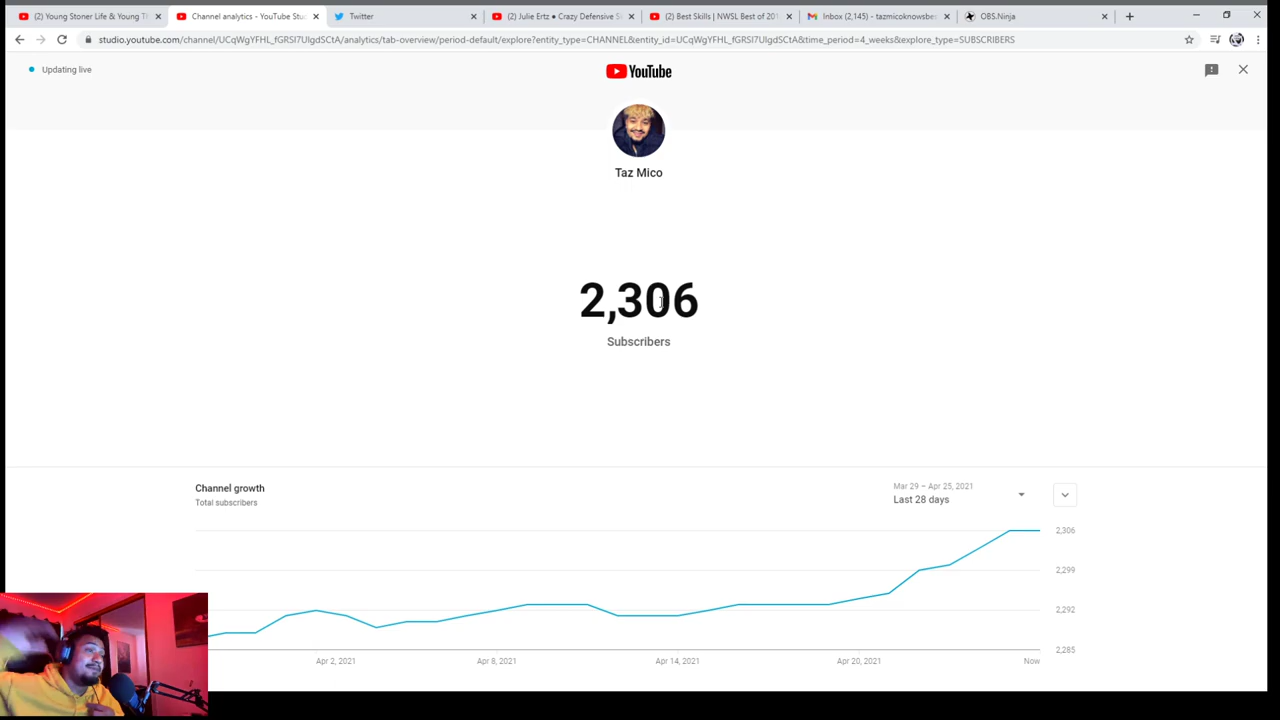 (2) Young Stoner Life & Young Th
Channel analytics - YouTube Stu
Twitter
(2) Julie Ertz ● Crazy Defensive Sk
(2) Best Skills | NWSL Best of 201
Inbox (2,145) - tazmicoknowsbes
OBS.Ninja
studio.youtube.com/channel/UCqWgYFHL_fGRSI7UlgdSCtA/analytics/tab-overview/period-default/explore?entity_type=CHANNEL&entity_id=UCqWgYFHL_fGRSI7UlgdSCtA&time_period=4_weeks&explore_type=SUBSCRIBERS
Updating live
YouTube
Taz Mico
2,306
Subscribers
Channel growth
Total subscribers
Mar 29 – Apr 25, 2021
Last 28 days
2,306
2,299
2,292
2,285
Apr 2, 2021
Apr 8, 2021
Apr 14, 2021
Apr 20, 2021
Now